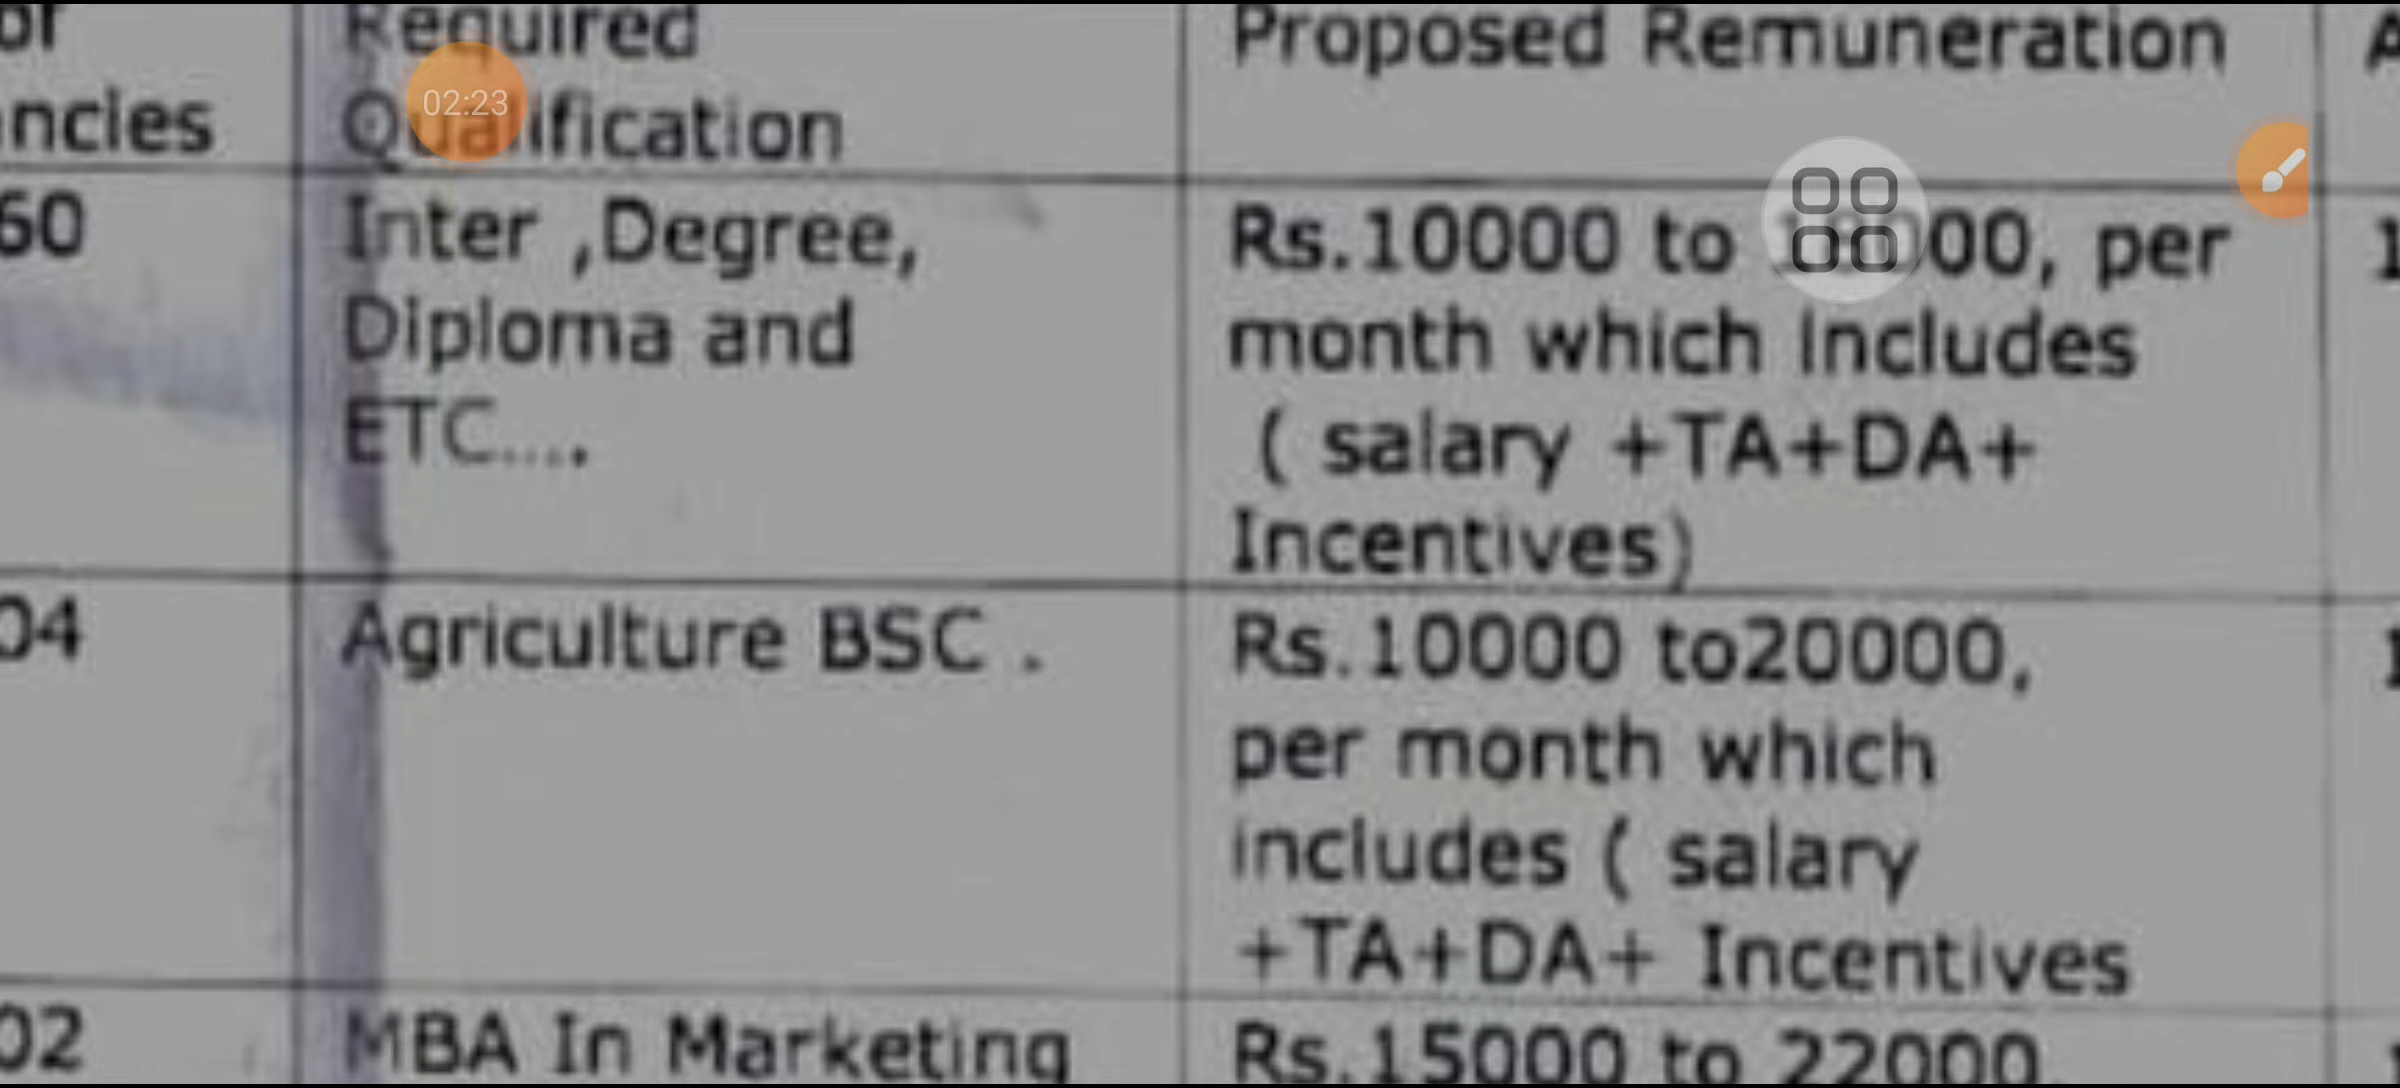 Required
Qualification
Proposed Remuneration
60
Inter ,Degree,
Diploma and
ETC....
Rs.10000 to per
month which includes
( salary +TA+DA+
Incentives)
04
Agriculture BSC .
Rs.10000 to20000,
per month which
includes ( salary
+TA+DA+ Incentives
02
MBA In Marketing
Rs.15000 to 22000,
02:23